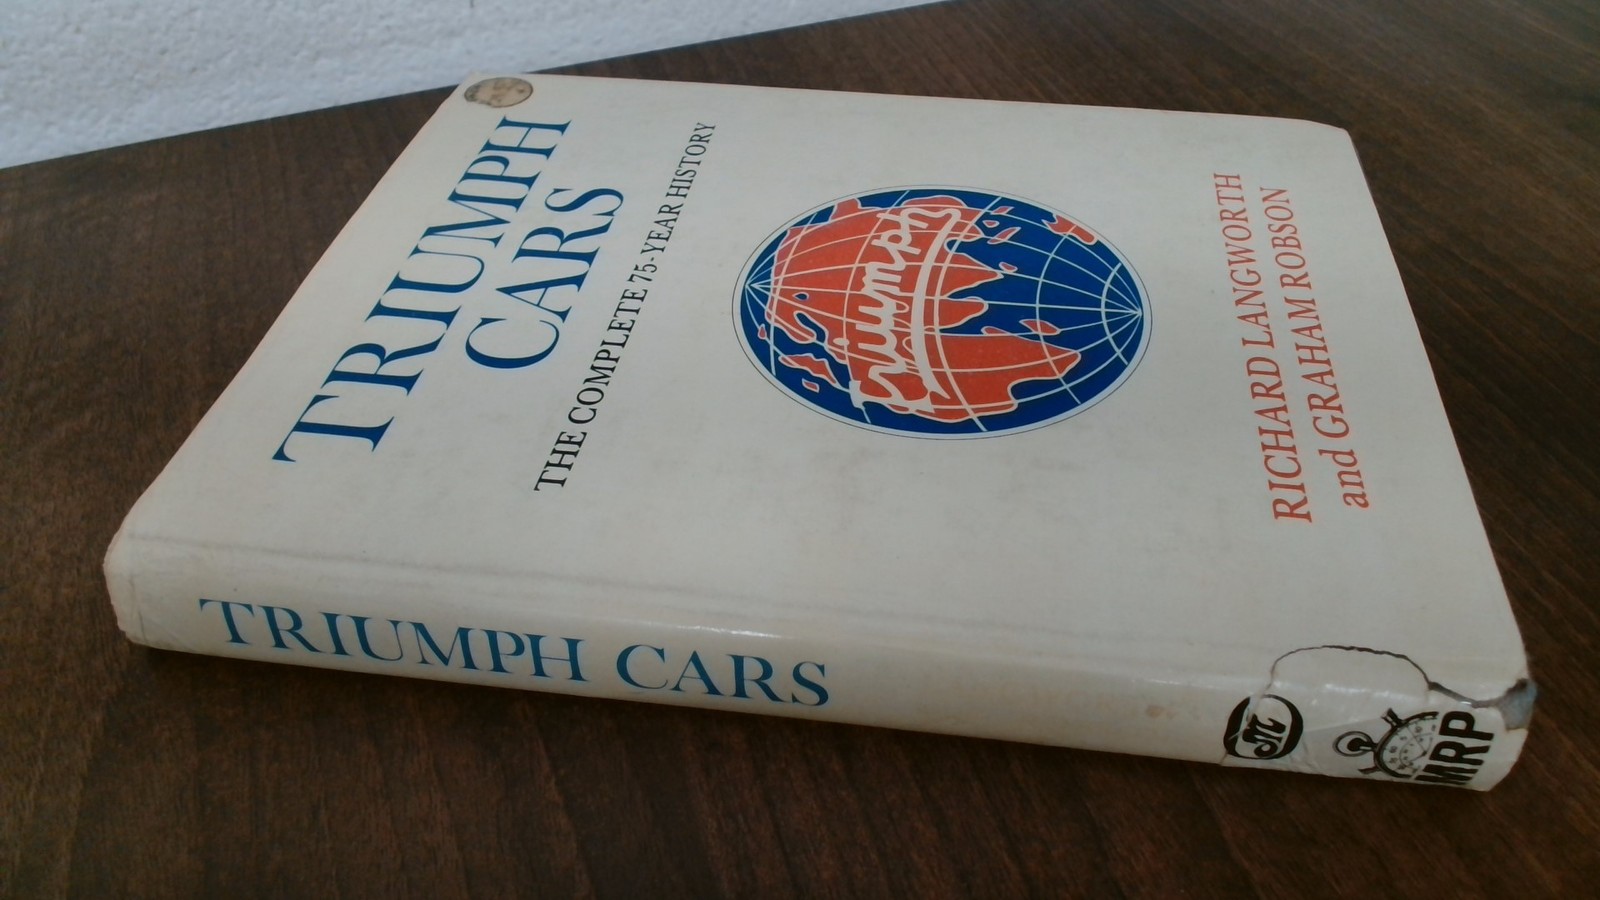 TRIUMPH
CARS
THE COMPLETE 75-YEAR HISTORY
Triumph
RICHARD LANGWORTH
and GRAHAM ROBSON
TRIUMPH CARS
M
MRP